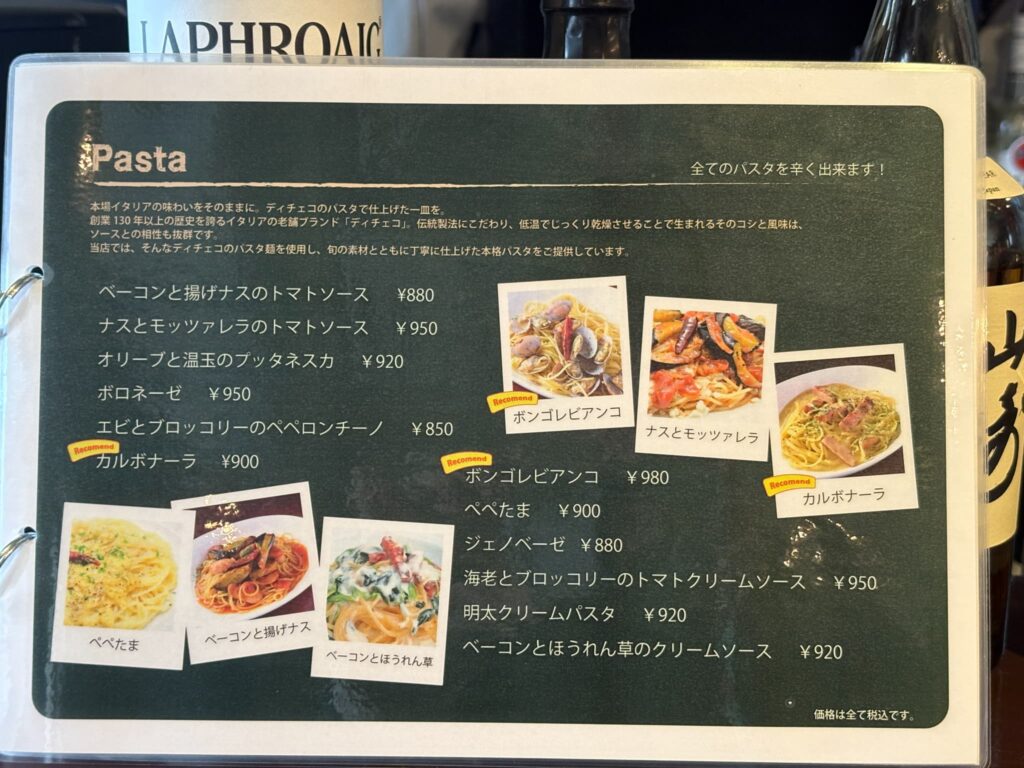 LAPHROAIG
Pasta
全てのパスタを辛く出来ます!
本場イタリアの味わいをそのままに。ディチェコのパスタで仕上げた一皿を。
創業130年以上の歴史を誇るイタリアの老舗ブランド「ディチェコ」。伝統製法にこだわり、低温でじっくり乾燥させることで生まれるそのコシと風味は、
ソースとの相性も抜群です。
当店では、そんなディチェコのパスタ麺を使用し、旬の素材とともに丁寧に仕上げた本格パスタをご提供しています。
ベーコンと揚げナスのトマトソース ¥880
ナスとモッツァレラのトマトソース ¥950
オリーブと温玉のプッタネスカ ¥920
ボロネーゼ ¥950
エビとブロッコリーのペペロンチーノ ¥850
Recomend
カルボナーラ ¥900
Recomend
ボンゴレビアンコ
ナスとモッツァレラ
Recomend
カルボナーラ
Recomend
ボンゴレビアンコ ¥980
ペペたま ¥900
ジェノベーゼ ¥880
海老とブロッコリーのトマトクリームソース ¥950
明太クリームパスタ ¥920
ベーコンとほうれん草のクリームソース ¥920
ペペたま
ベーコンと揚げナス
ベーコンとほうれん草
価格は全て税込です。